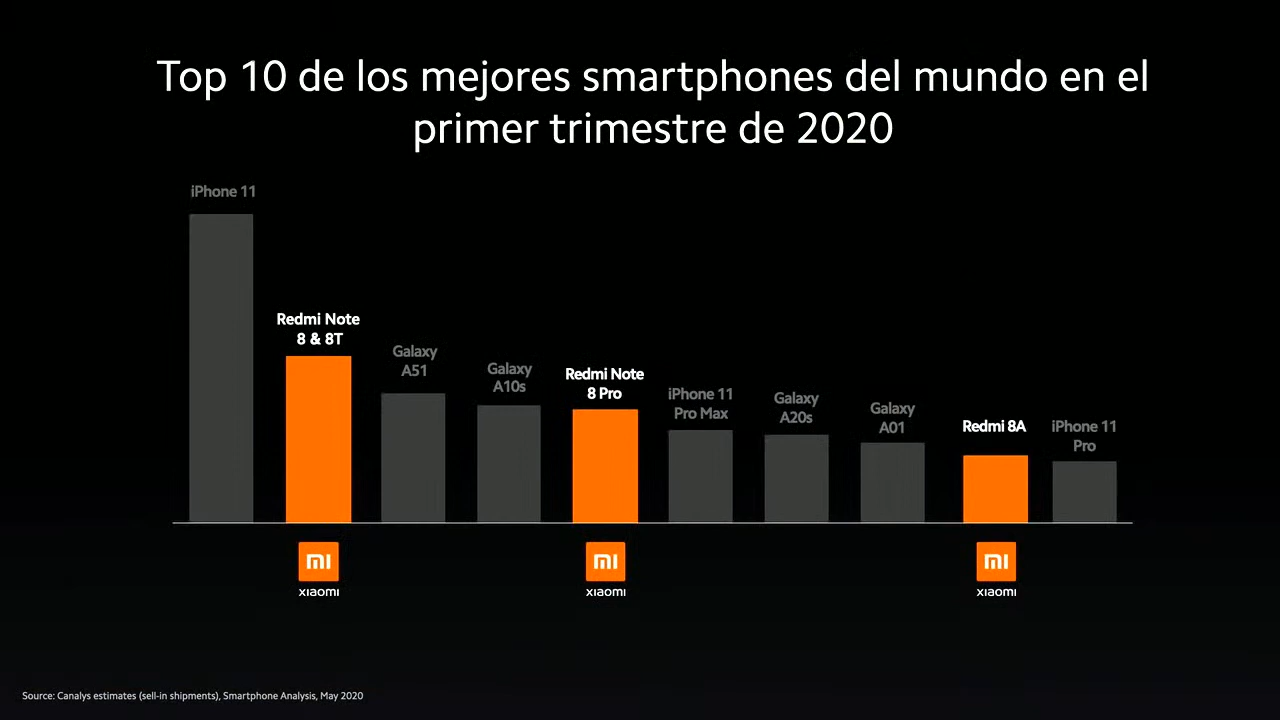 Top 10 de los mejores smartphones del mundo en el
primer trimestre de 2020
iPhone 11
Redmi Note
8 & 8T
Galaxy
A51
Galaxy
A10s
Redmi Note
8 Pro
iPhone 11
Pro Max
Galaxy
A20s
Galaxy
A01
Redmi 8A
iPhone 11
Pro
mi
xiaomi
mi
xiaomi
mi
xiaomi
Source: Canalys estimates (sell-in shipments), Smartphone Analysis, May 2020